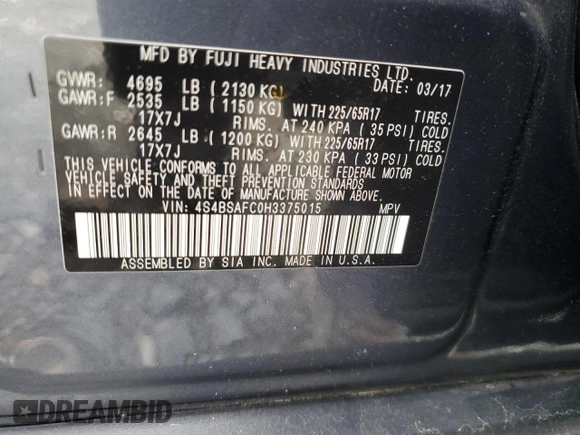 MFD BY FUJI HEAVY INDUSTRIES LTD.
GVWR: 4695 LB ( 2130 KG) DATE: 03/17
GAWR:F 2535 LB ( 1150 KG) WITH 225/65R17 TIRES.
17X7J RIMS. AT 240 KPA ( 35 PSI) COLD
GAWR:R 2645 LB ( 1200 KG) WITH 225/65R17 TIRES.
17X7J RIMS. AT 230 KPA ( 33 PSI) COLD
THIS VEHICLE CONFORMS TO ALL APPLICABLE FEDERAL MOTOR
VEHICLE SAFETY AND THEFT PREVENTION STANDARDS
IN EFFECT ON THE DATE OF MANUFACTURE SHOWN ABOVE.
VIN: 4S4BSAFC0H3375015 MPV
ASSEMBLED BY SIA INC. MADE IN U.S.A.
DREAMBID